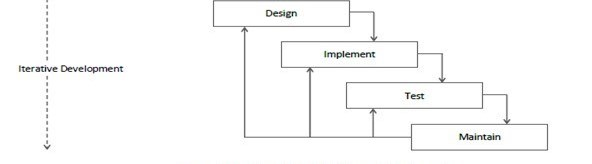 Design
Implement
Iterative Development
Test
Maintain